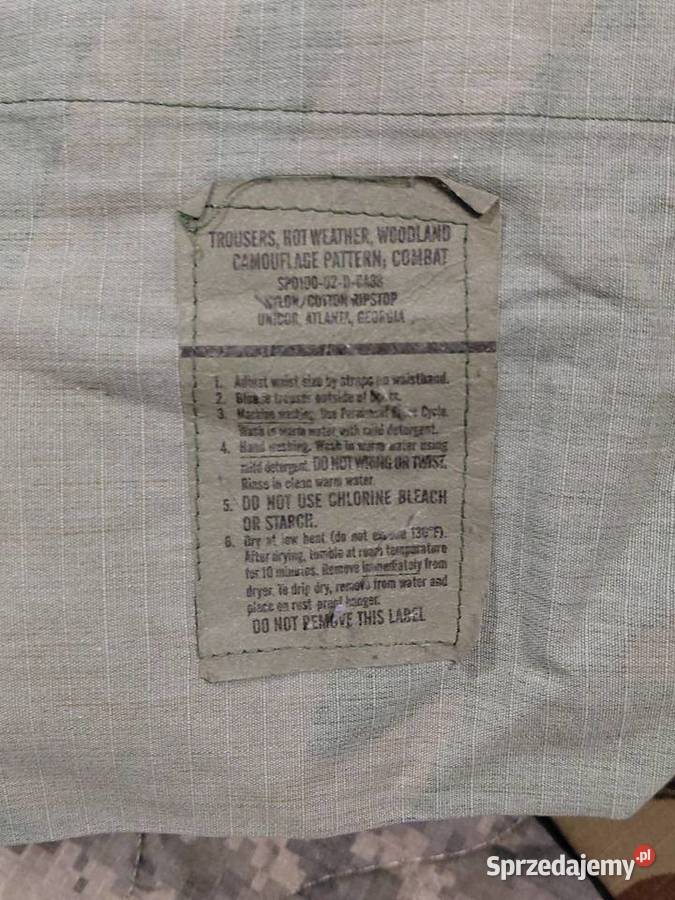 TROUSERS, HOT WEATHER, WOODLAND
CAMOUFLAGE PATTERN; COMBAT
NYLON/COTTON RIPSTOP
UNICOR, ATLANTA, GEORGIA
1. Adjust waist size by straps on waistband.
2. Blouse trousers outside of
3. Machine washing. Use Permanent Cycle.
Wash in warm water with mild detergent.
4. Hand washing. Wash in warm water using
mild detergent. DO NOT WRING OR TWIST.
Rinse in clean warm water.
5. DO NOT USE CHLORINE BLEACH
OR STARCH.
6. Dry at low heat (do not exceed 130°F).
After drying, tumble at room temperature
for 10 minutes. Remove immediately from
dryer. To drip dry, remove from water and
place on rust proof hanger.
DO NOT REMOVE THIS LABEL
Sprzedajemy.pl